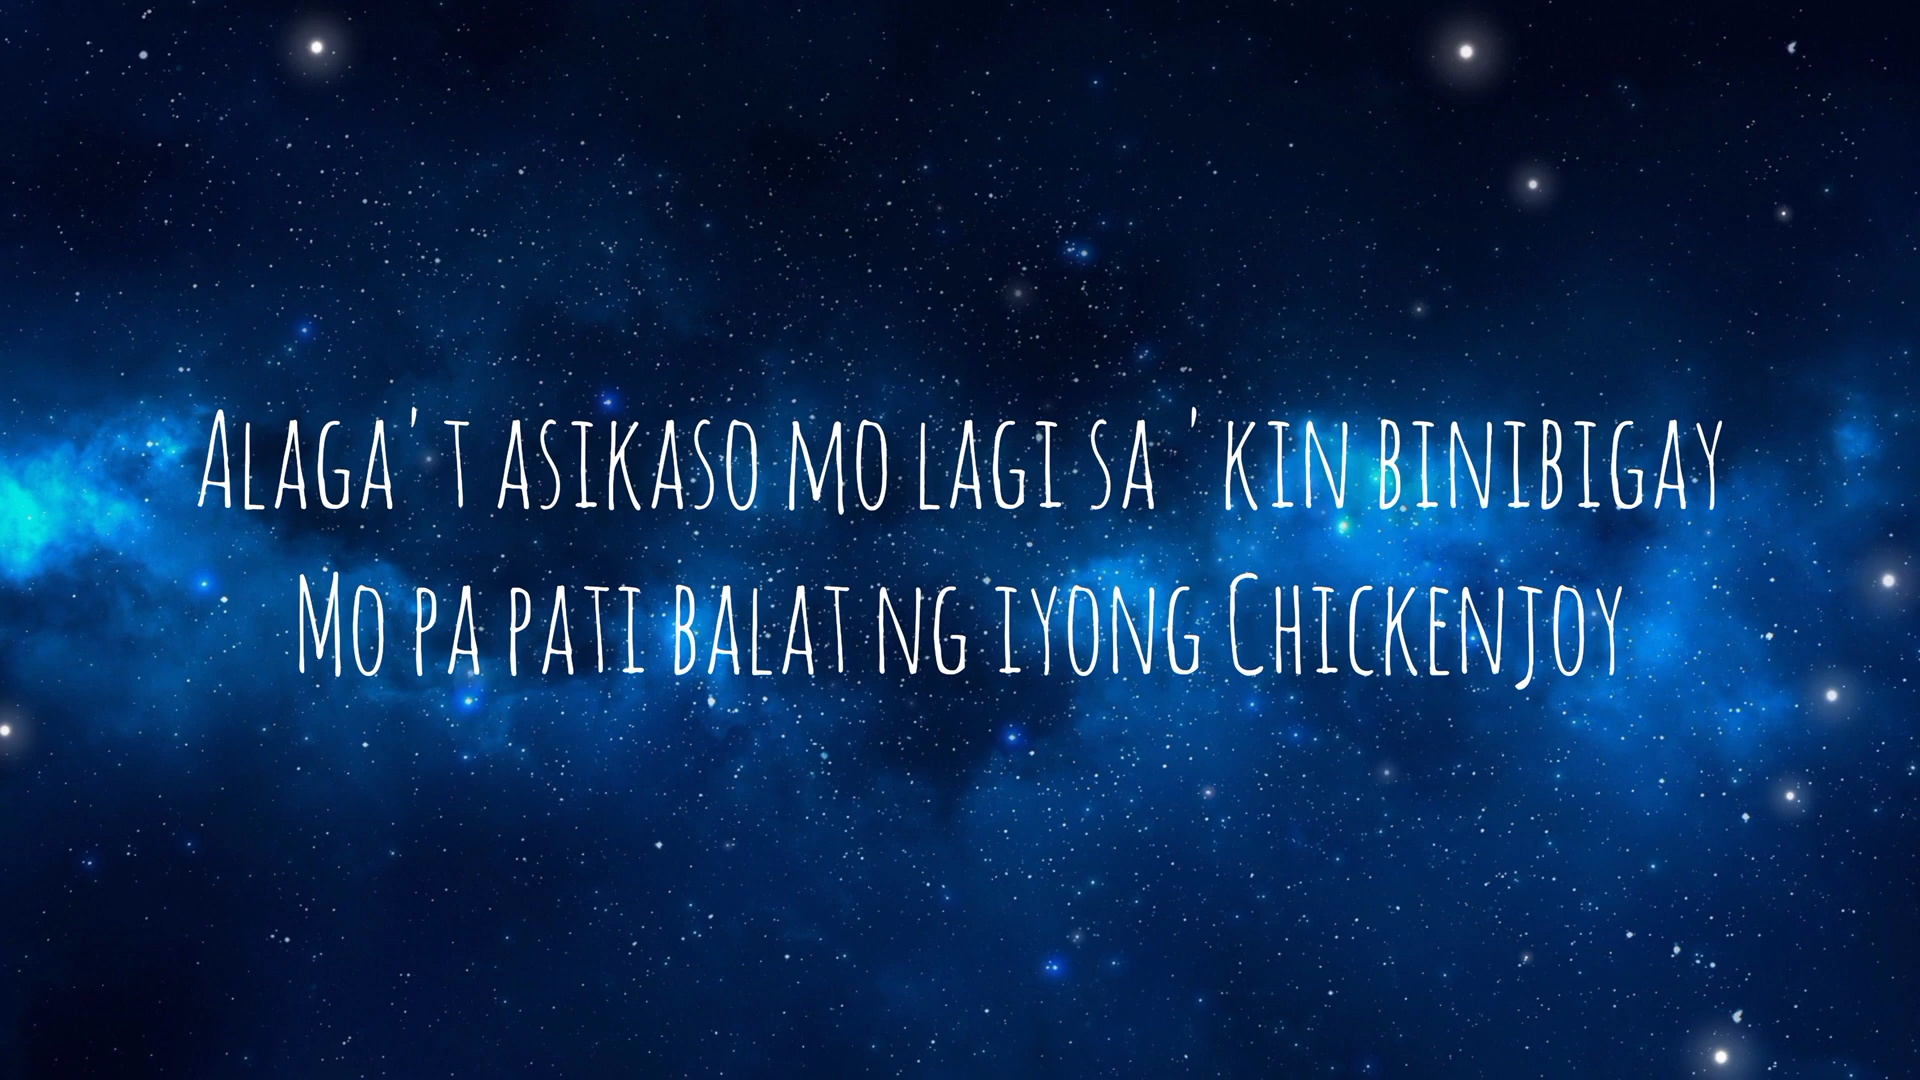 Alaga't asikaso mo lagi sa 'kin binibigay
Mo pa pati balat ng iyong Chickenjoy